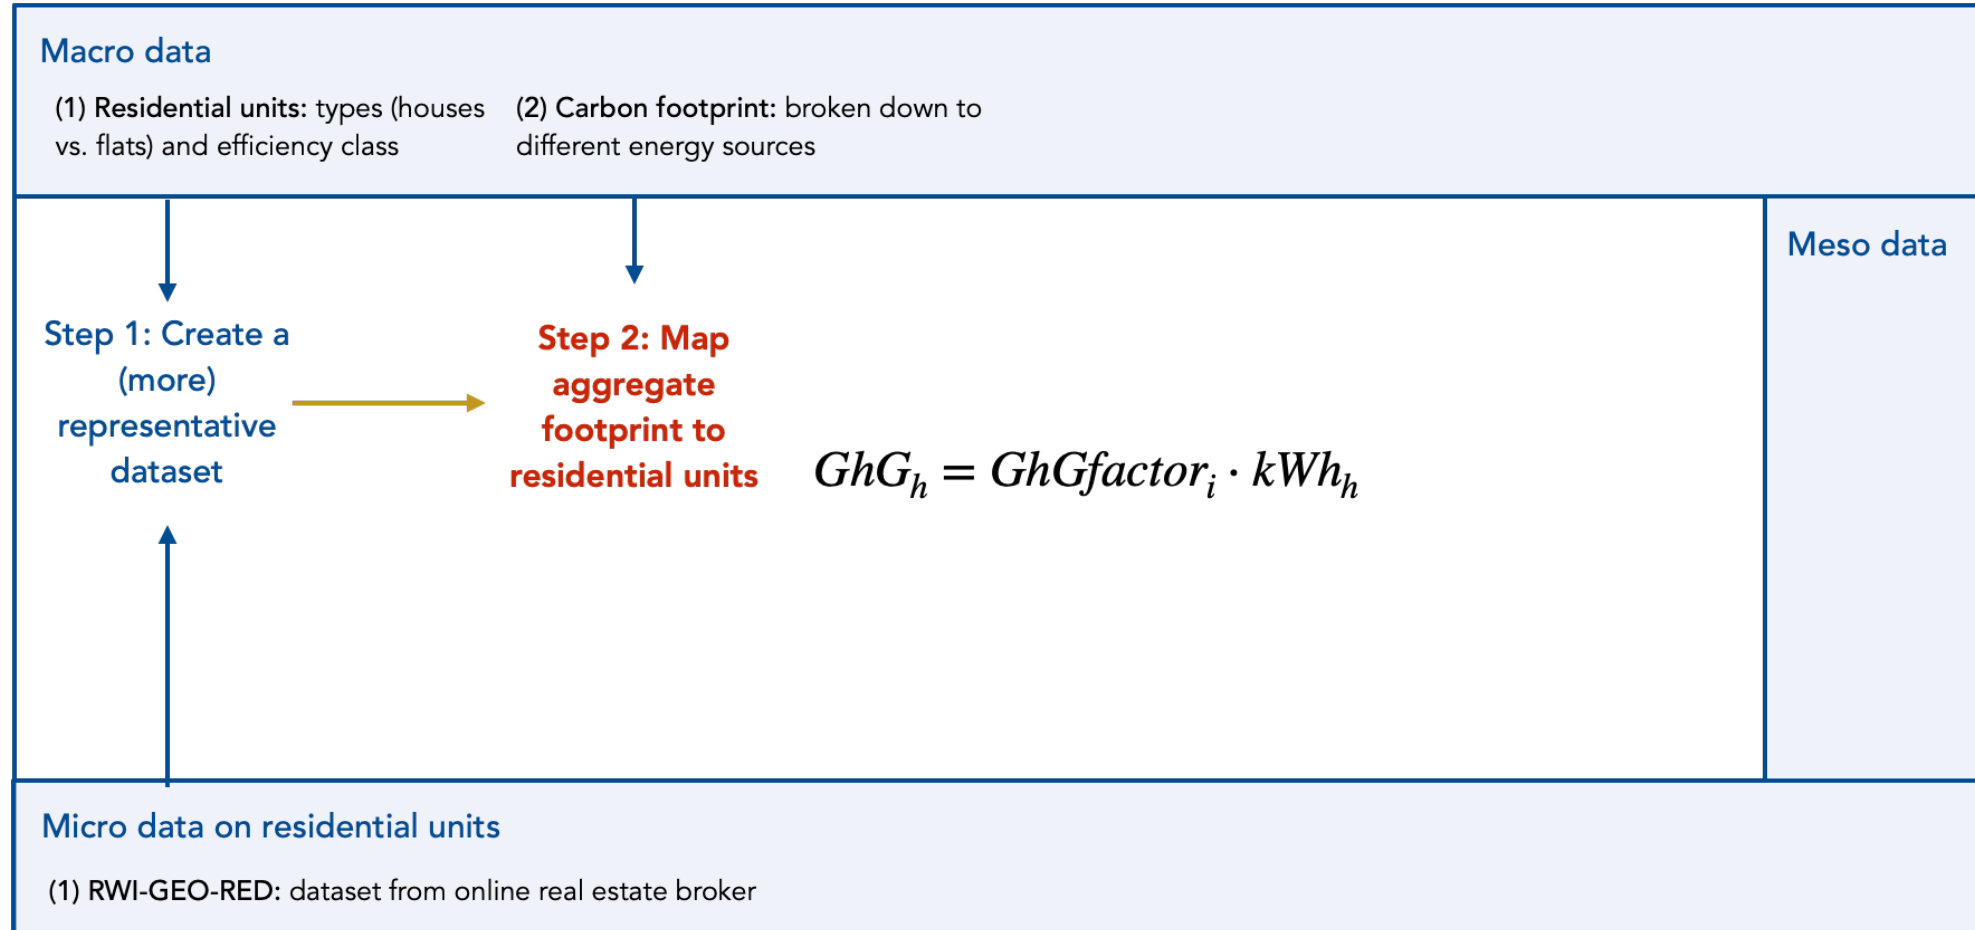 Macro data
(1) Residential units: types (houses
vs. flats) and efficiency class
(2) Carbon footprint: broken down to
different energy sources
Meso data
Step 1: Create a
(more)
representative
dataset
Step 2: Map
aggregate
footprint to
residential units
GhG_h = GhGfactor_i · kWh_h
Micro data on residential units
(1) RWI-GEO-RED: dataset from online real estate broker